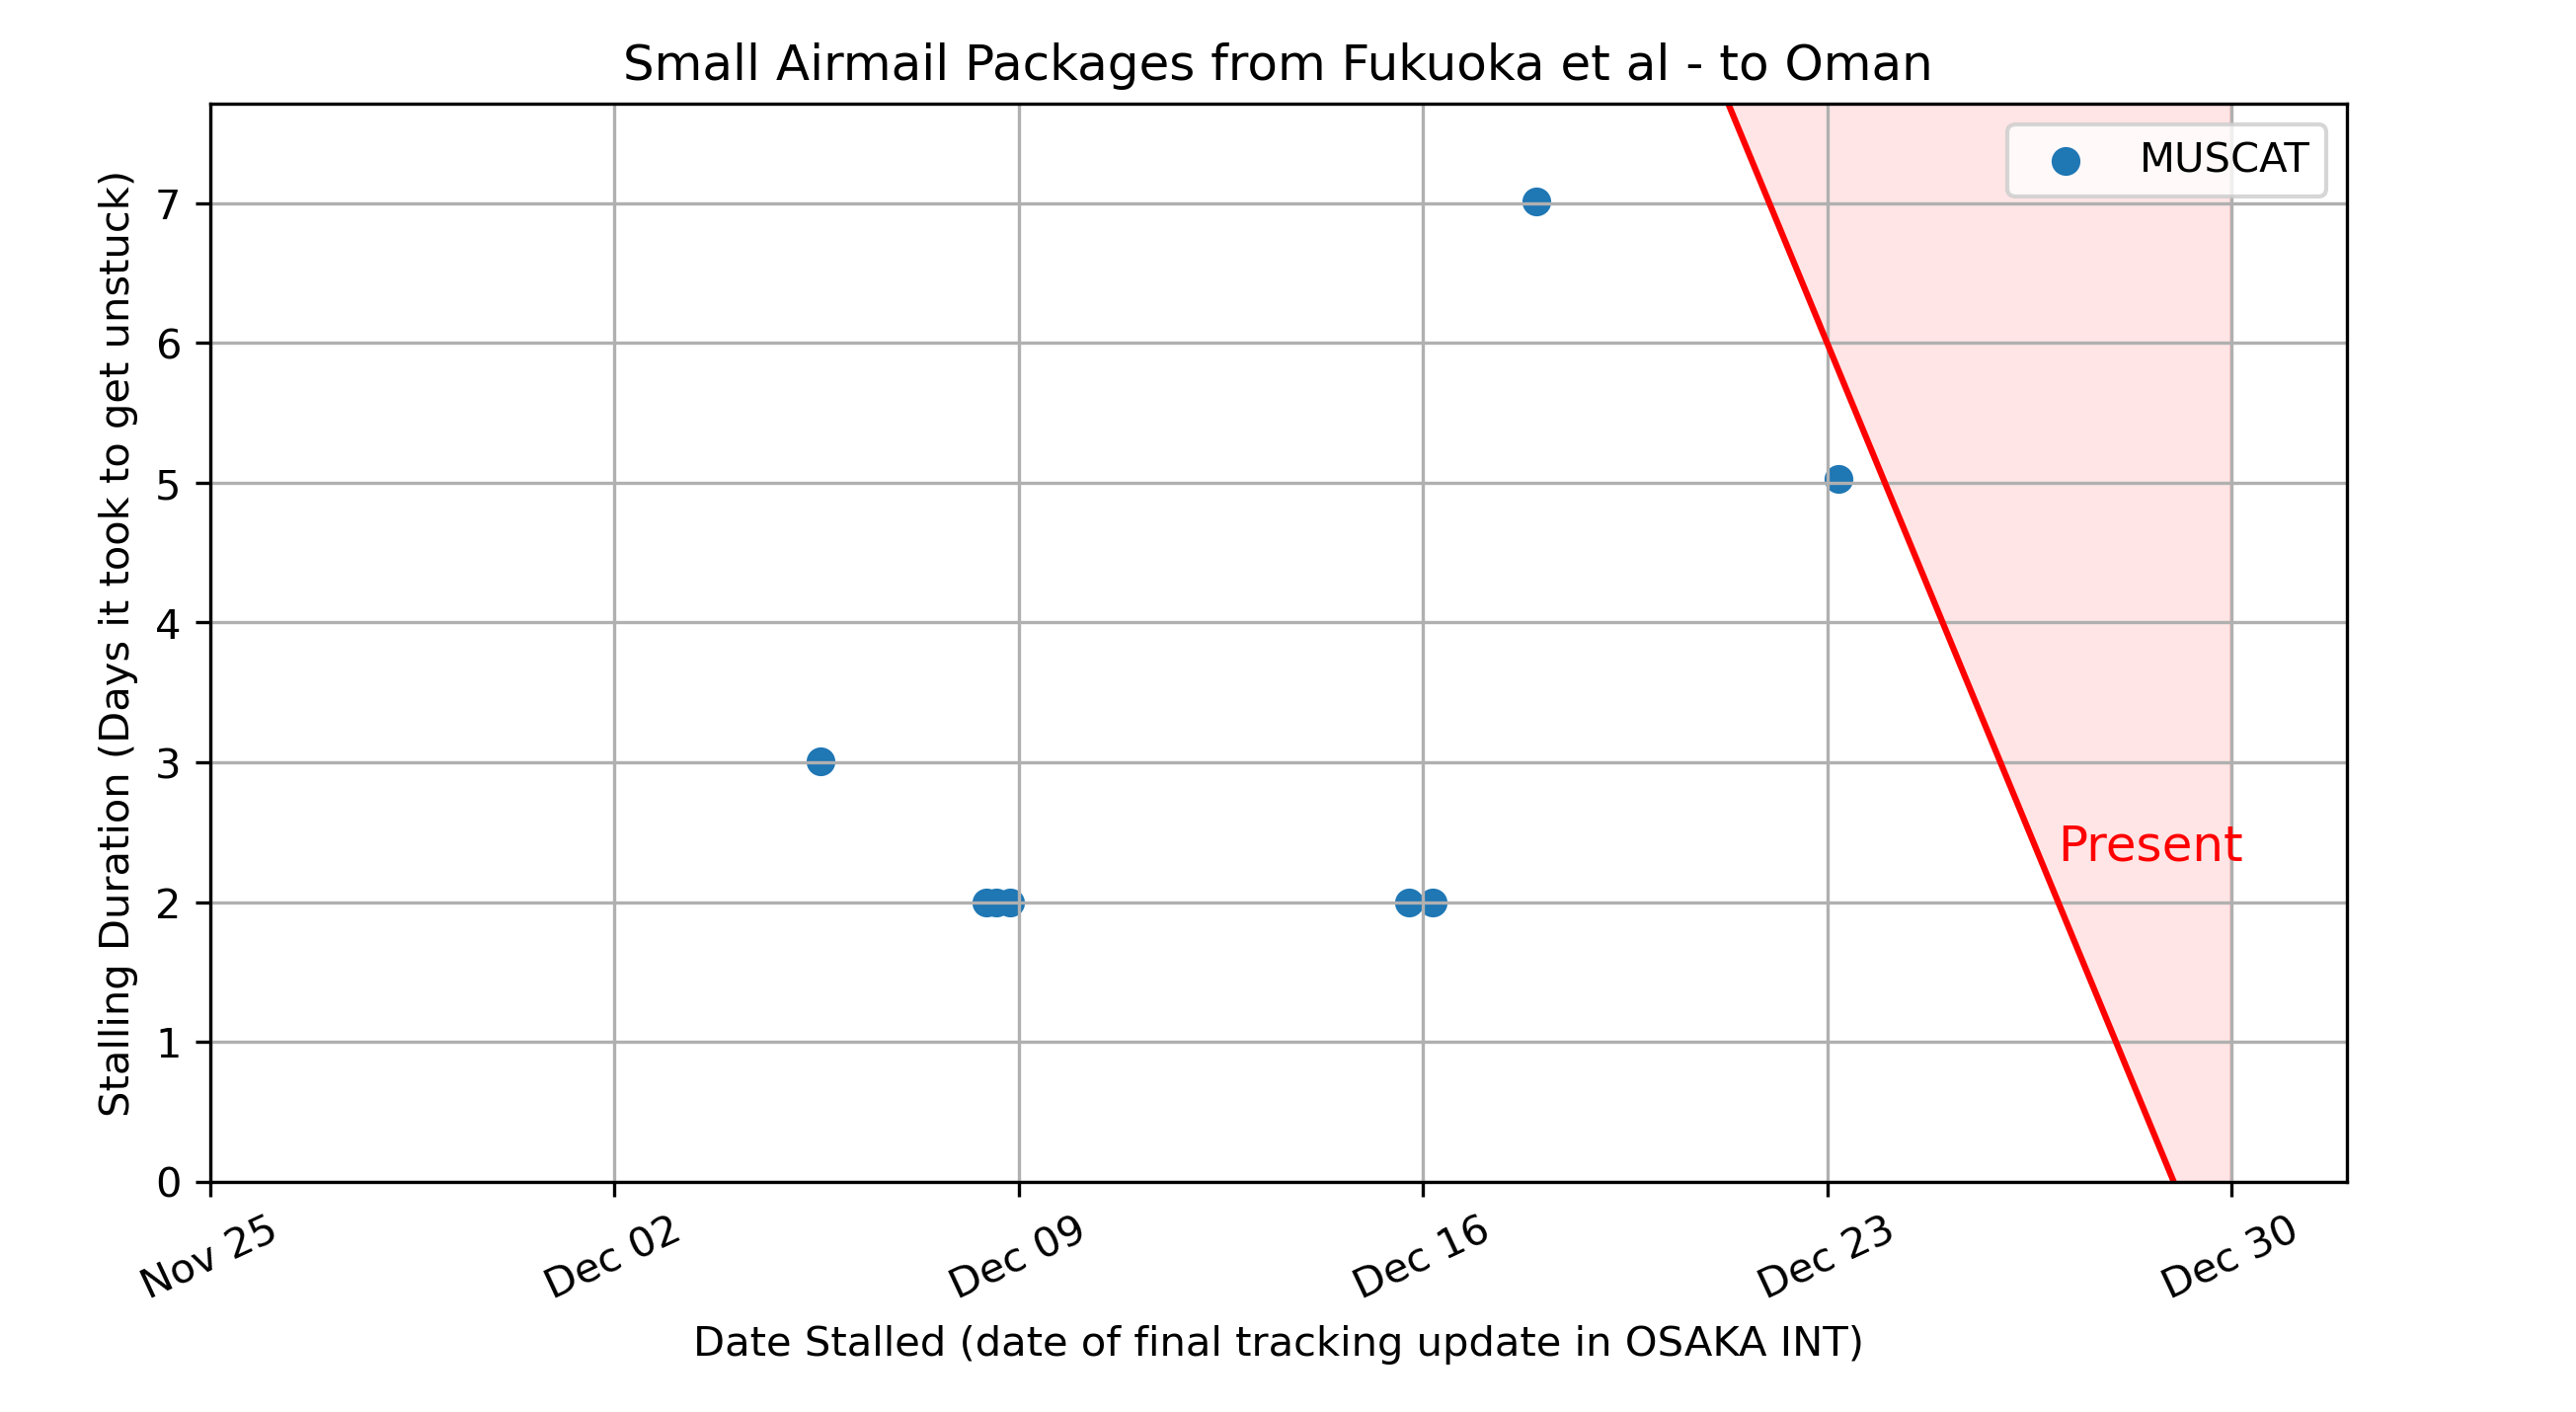 Small Airmail Packages from Fukuoka et al - to Oman
MUSCAT
Stalling Duration (Days it took to get unstuck)
7
6
5
4
3
2
1
0
Present
Nov 25
Dec 02
Dec 09
Dec 16
Dec 23
Dec 30
Date Stalled (date of final tracking update in OSAKA INT)